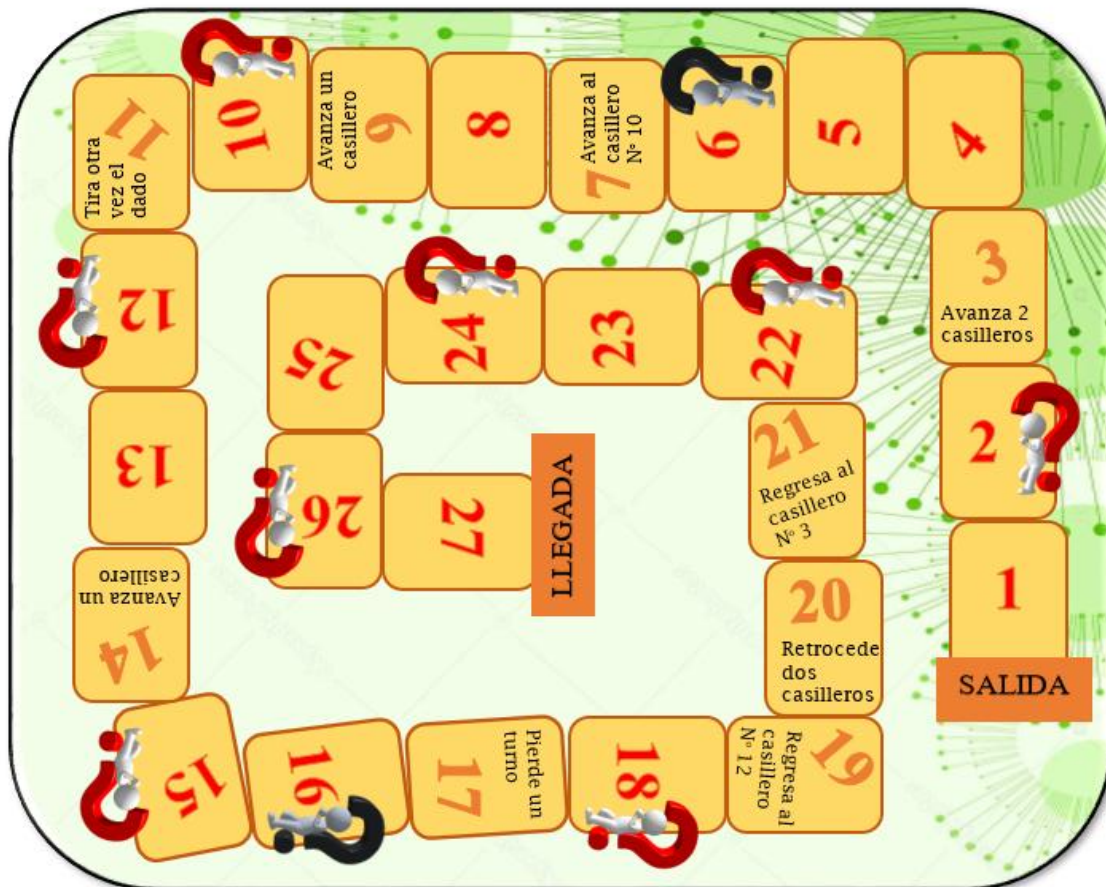 SALIDA
1
2
3
Avanza 2
casilleros
4
5
6
7
Avanza al
casillero
Nº 10
8
9
Avanza un
casillero
10
11
Tira otra
vez el
dado
12
13
14
Avanza un
casillero
15
16
17
Pierde un
turno
18
19
Regresa al
casillero
Nº 12
20
Retrocede
dos
casilleros
21
Regresa al
casillero
Nº 3
22
23
24
25
26
27
LLEGADA